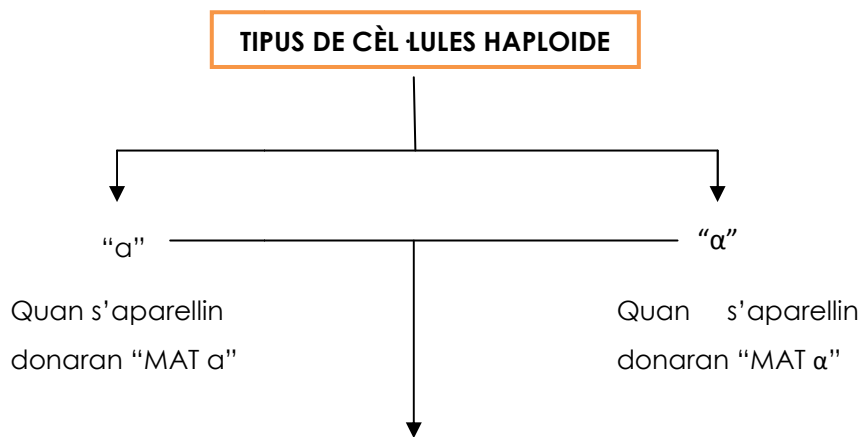 TIPUS DE CÈL·LULES HAPLOIDE
“a”
“α”
Quan s’aparellin
donaran “MAT a”
Quan s’aparellin
donaran “MAT α”